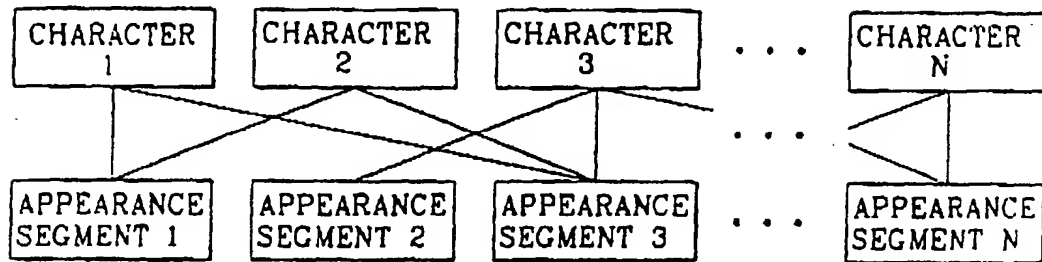 CHARACTER 1
CHARACTER 2
CHARACTER 3
. . .
CHARACTER N
. . .
APPEARANCE SEGMENT 1
APPEARANCE SEGMENT 2
APPEARANCE SEGMENT 3
. . .
APPEARANCE SEGMENT N